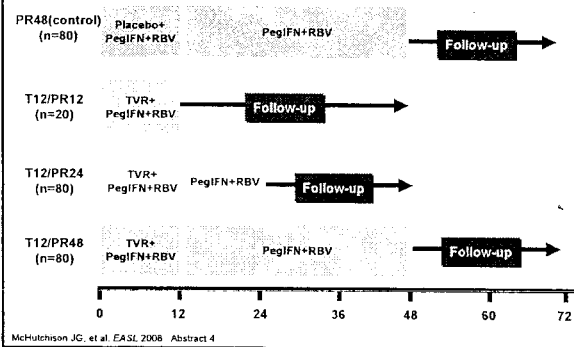 PR48(control)
(n=80)
Placebo+
PegIFN+RBV
PegIFN+RBV
Follow-up
T12/PR12
(n=20)
TVR+
PegIFN+RBV
Follow-up
T12/PR24
(n=80)
TVR+
PegIFN+RBV
PegIFN+RBV
Follow-up
T12/PR48
(n=80)
TVR+
PegIFN+RBV
PegIFN+RBV
Follow-up
0 12 24 36 48 60 72
McHutchison JG, et al. EASL 2008 Abstract 4